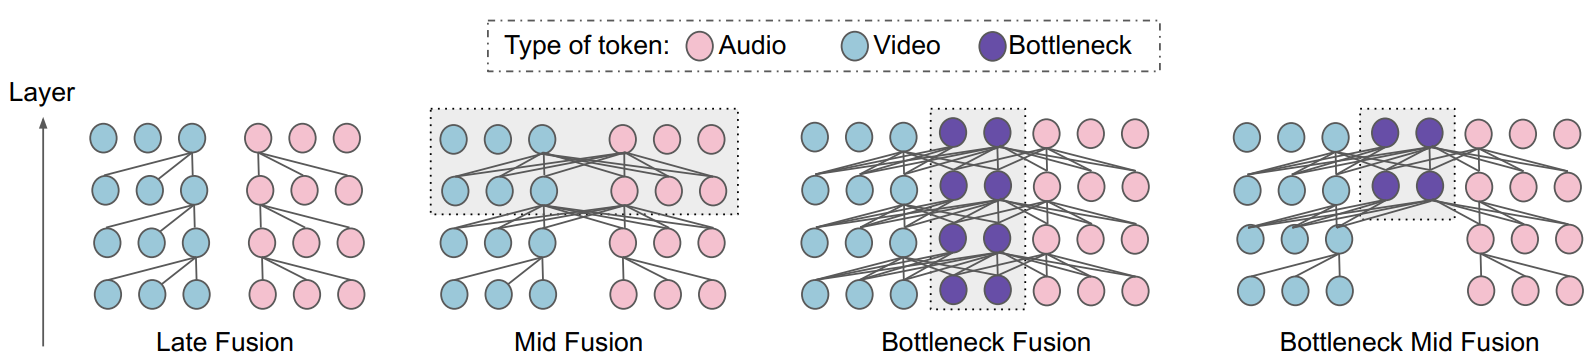 Type of token: Audio Video Bottleneck
Layer
Late Fusion
Mid Fusion
Bottleneck Fusion
Bottleneck Mid Fusion